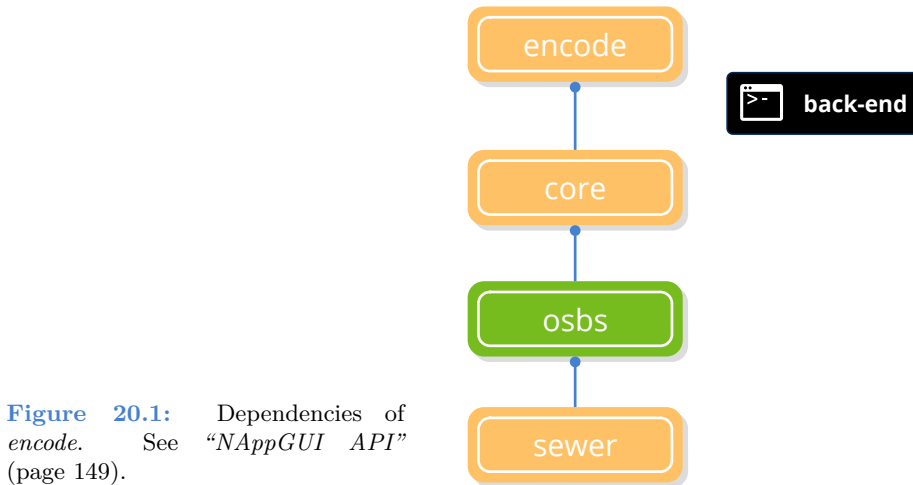 encode
>- back-end
core
osbs
sewer
Figure 20.1: Dependencies of
encode. See “NAppGUI API”
(page 149).